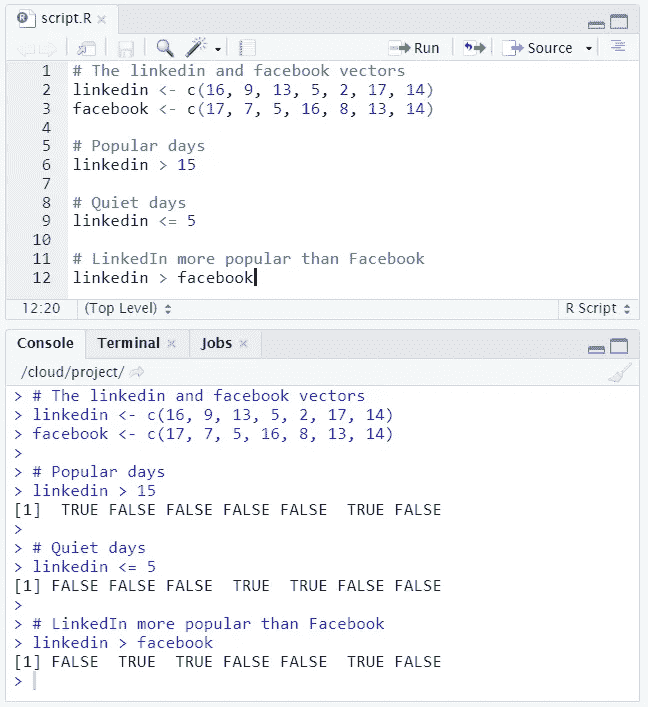 script.R
Run Source
1 # The linkedin and facebook vectors
2 linkedin <- c(16, 9, 13, 5, 2, 17, 14)
3 facebook <- c(17, 7, 5, 16, 8, 13, 14)
4
5 # Popular days
6 linkedin > 15
7
8 # Quiet days
9 linkedin <= 5
10
11 # LinkedIn more popular than Facebook
12 linkedin > facebook
12:20 (Top Level) R Script
Console Terminal Jobs
/cloud/project/
> # The linkedin and facebook vectors
> linkedin <- c(16, 9, 13, 5, 2, 17, 14)
> facebook <- c(17, 7, 5, 16, 8, 13, 14)
>
> # Popular days
> linkedin > 15
[1]  TRUE FALSE FALSE FALSE FALSE  TRUE FALSE
>
> # Quiet days
> linkedin <= 5
[1] FALSE FALSE FALSE  TRUE  TRUE FALSE FALSE
>
> # LinkedIn more popular than Facebook
> linkedin > facebook
[1] FALSE  TRUE  TRUE FALSE FALSE  TRUE FALSE
>